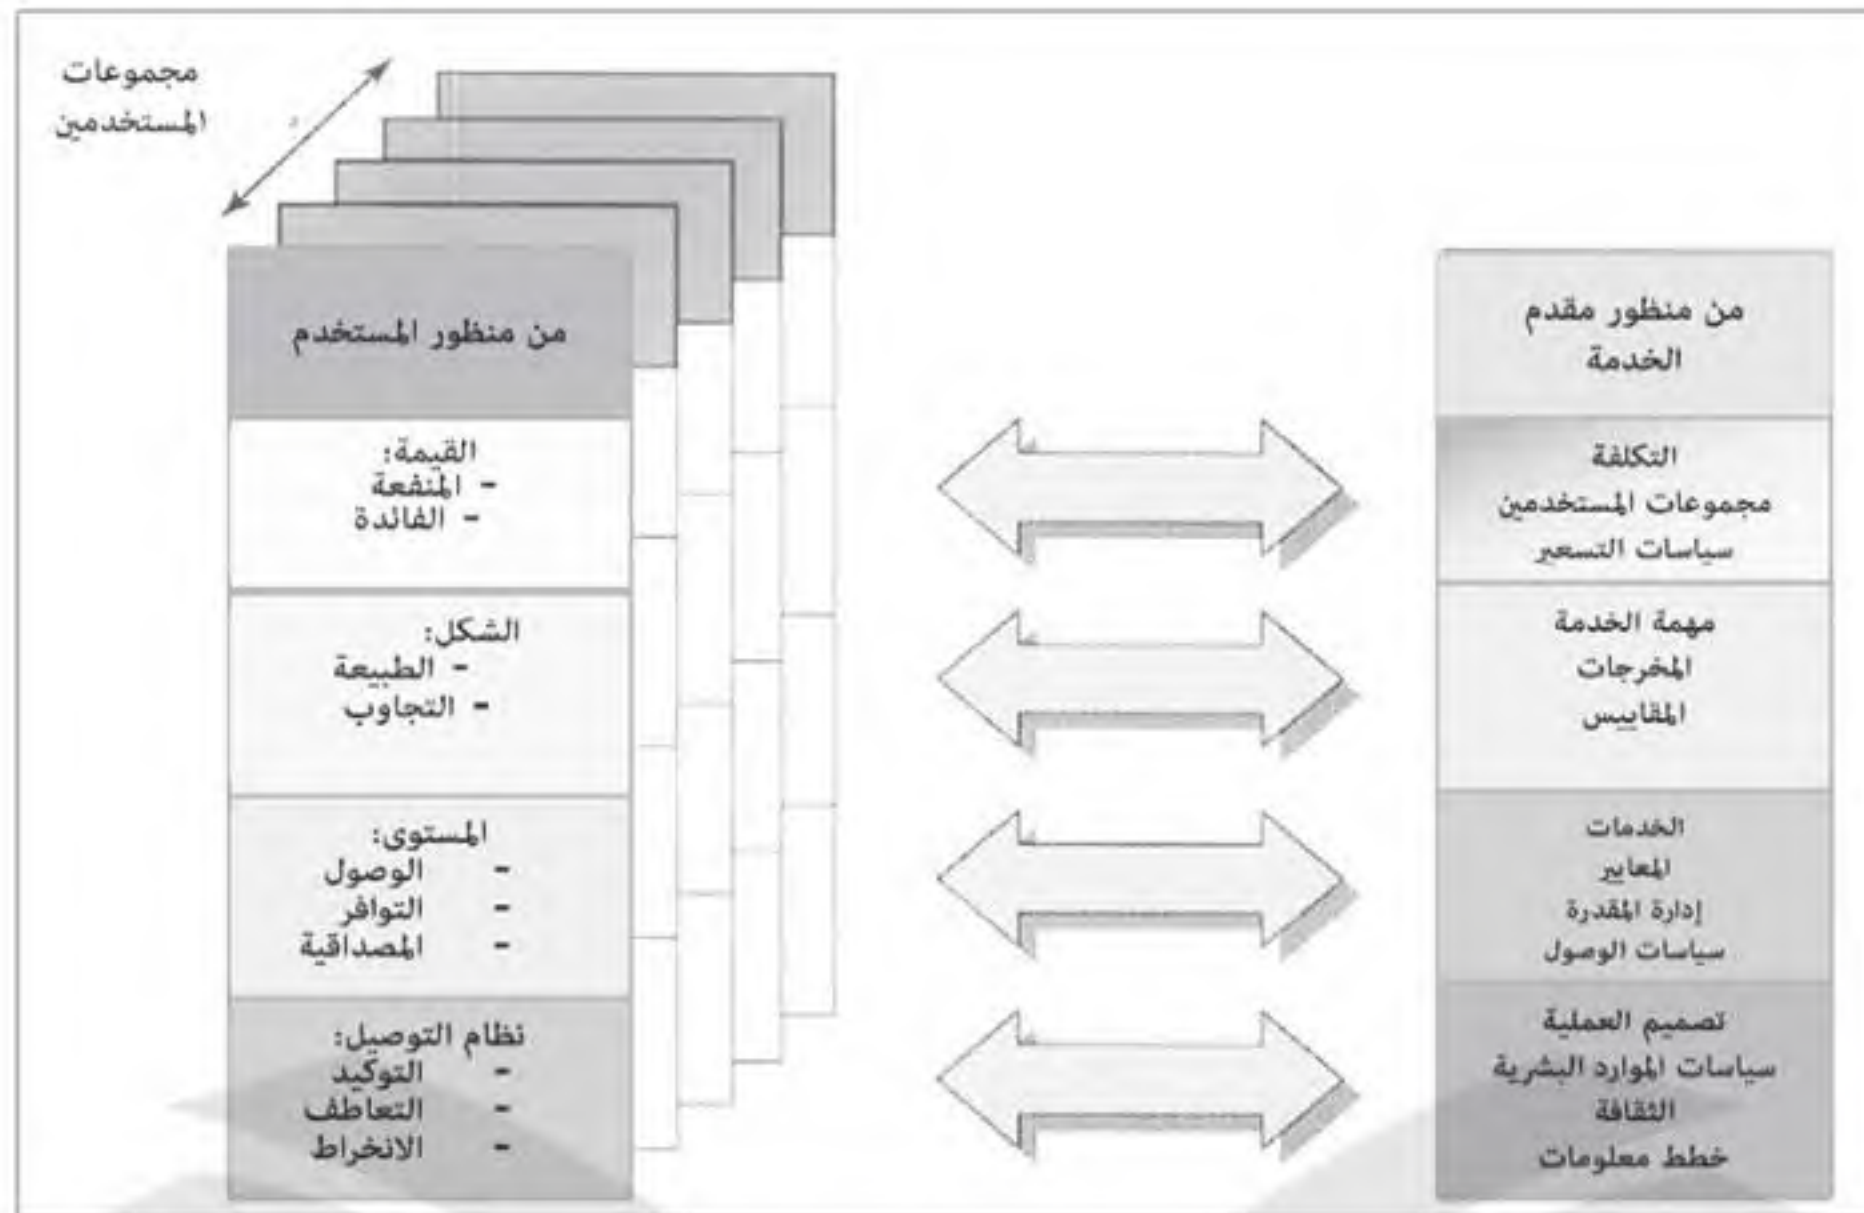 مجموعات
المستخدمين
من منظور المستخدم
القيمة:
- المنفعة
- الفائدة
الشكل:
- الطبيعة
- التجاوب
المستوى:
- الوصول
- التوافر
- المصداقية
نظام التوصيل:
- التوكيد
- التعاطف
- الانخراط
من منظور مقدم
الخدمة
التكلفة
مجموعات المستخدمين
سياسات التسعير
مهمة الخدمة
المخرجات
المقاييس
الخدمات
المعايير
إدارة المقدرة
سياسات الوصول
تصميم العملية
سياسات الموارد البشرية
الثقافة
خطط معلومات